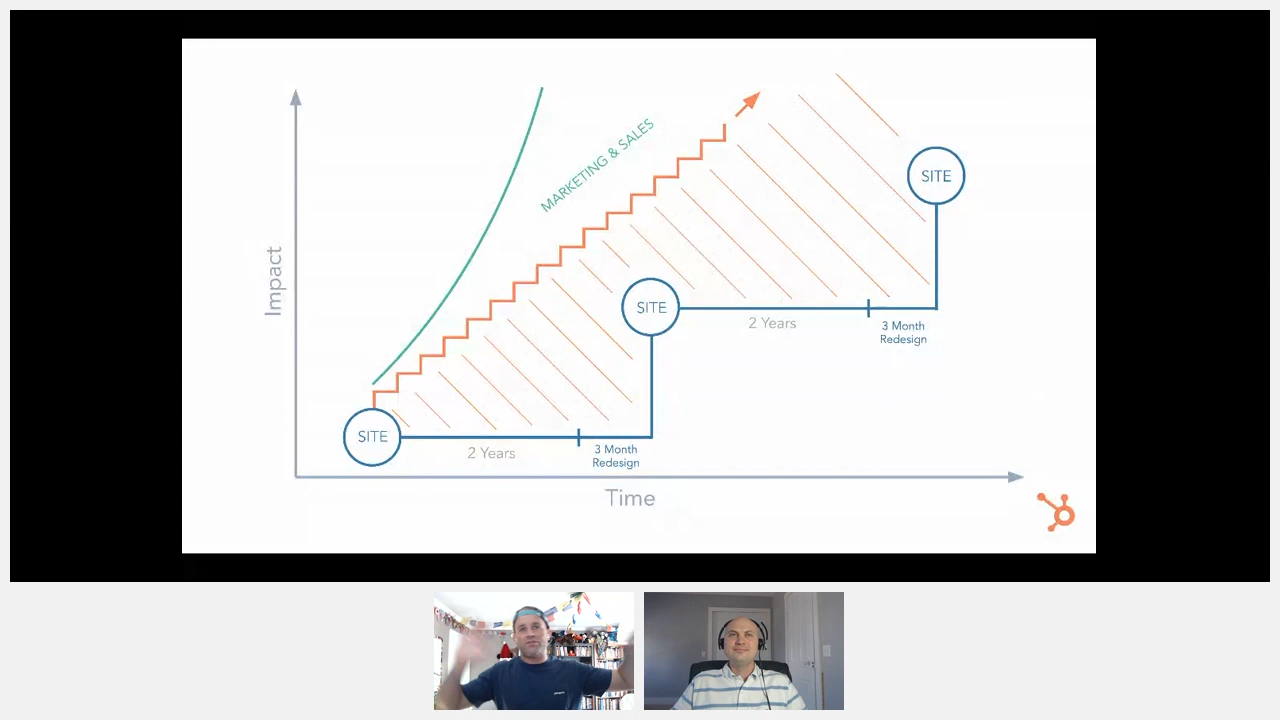 MARKETING & SALES
SITE
Impact
SITE
2 Years
3 Month
Redesign
SITE
2 Years
3 Month
Redesign
Time